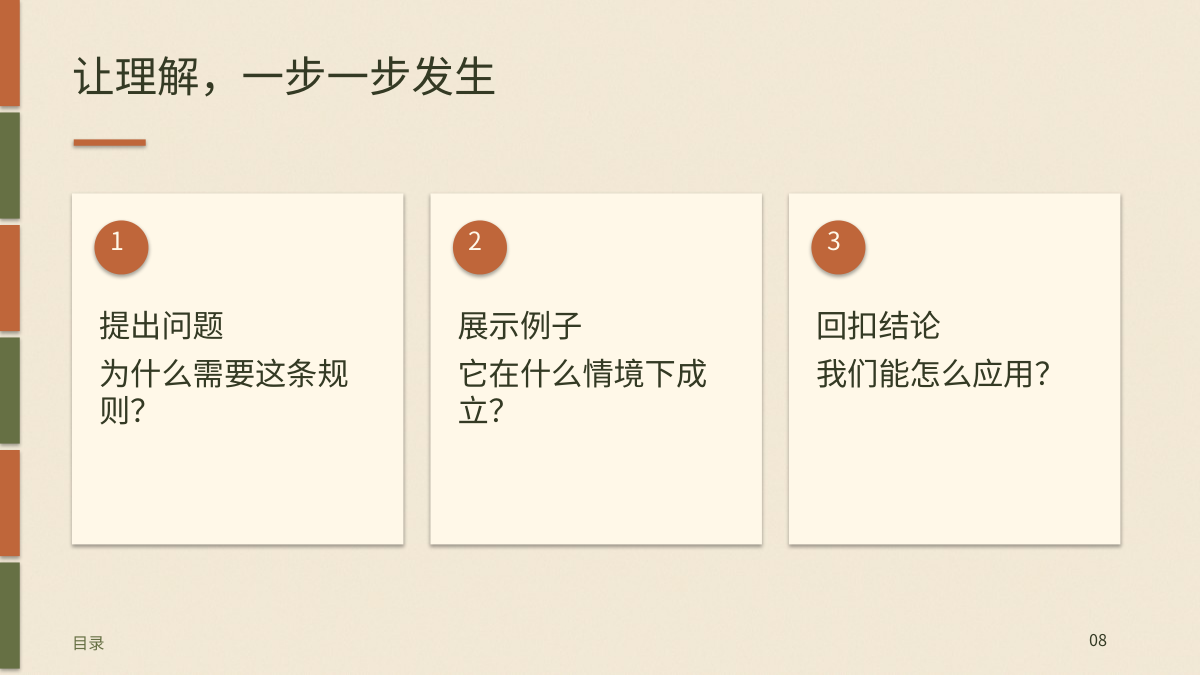 让理解，一步一步发生
1
提出问题
为什么需要这条规
则？
2
展示例子
它在什么情境下成
立？
3
回扣结论
我们能怎么应用？
目录
08